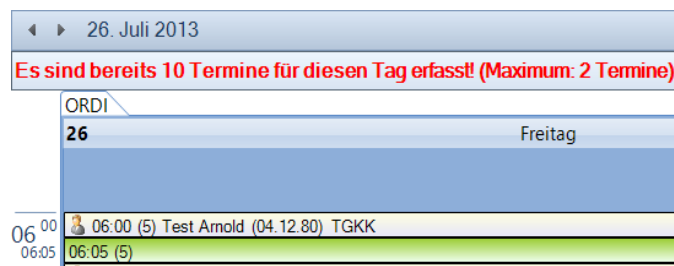 26. Juli 2013
Es sind bereits 10 Termine für diesen Tag erfasst! (Maximum: 2 Termine)
ORDI
26 Freitag
06 00 06:00 (5) Test Arnold (04.12.80) TGKK
06:05 06:05 (5)